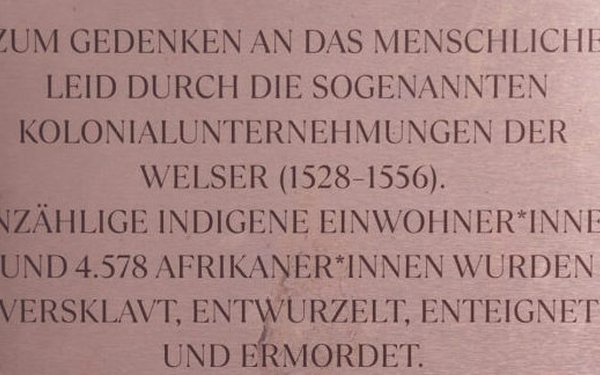 ZUM GEDENKEN AN DAS MENSCHLICHE
LEID DURCH DIE SOGENANNTEN
KOLONIALUNTERNEHMUNGEN DER
WELSER (1528–1556).
NZÄHLIGE INDIGENE EINWOHNER*INNE
UND 4.578 AFRIKANER*INNEN WURDEN
VERSKLAVT, ENTWURZELT, ENTEIGNET
UND ERMORDET.